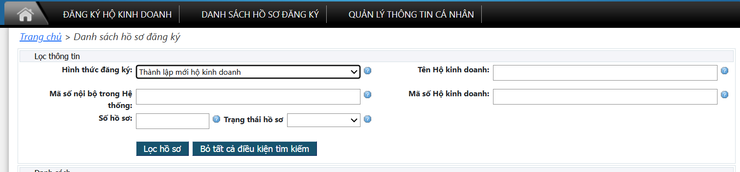 ĐĂNG KÝ HỘ KINH DOANH DANH SÁCH HỒ SƠ ĐĂNG KÝ QUẢN LÝ THÔNG TIN CÁ NHÂN
Trang chủ > Danh sách hồ sơ đăng ký
Lọc thông tin
Hình thức đăng ký: Thành lập mới hộ kinh doanh Tên Hộ kinh doanh:
Mã số nội bộ trong Hệ thống: Mã số Hộ kinh doanh:
Số hồ sơ: Trạng thái hồ sơ
Lọc hồ sơ Bỏ tất cả điều kiện tìm kiếm
Danh sách